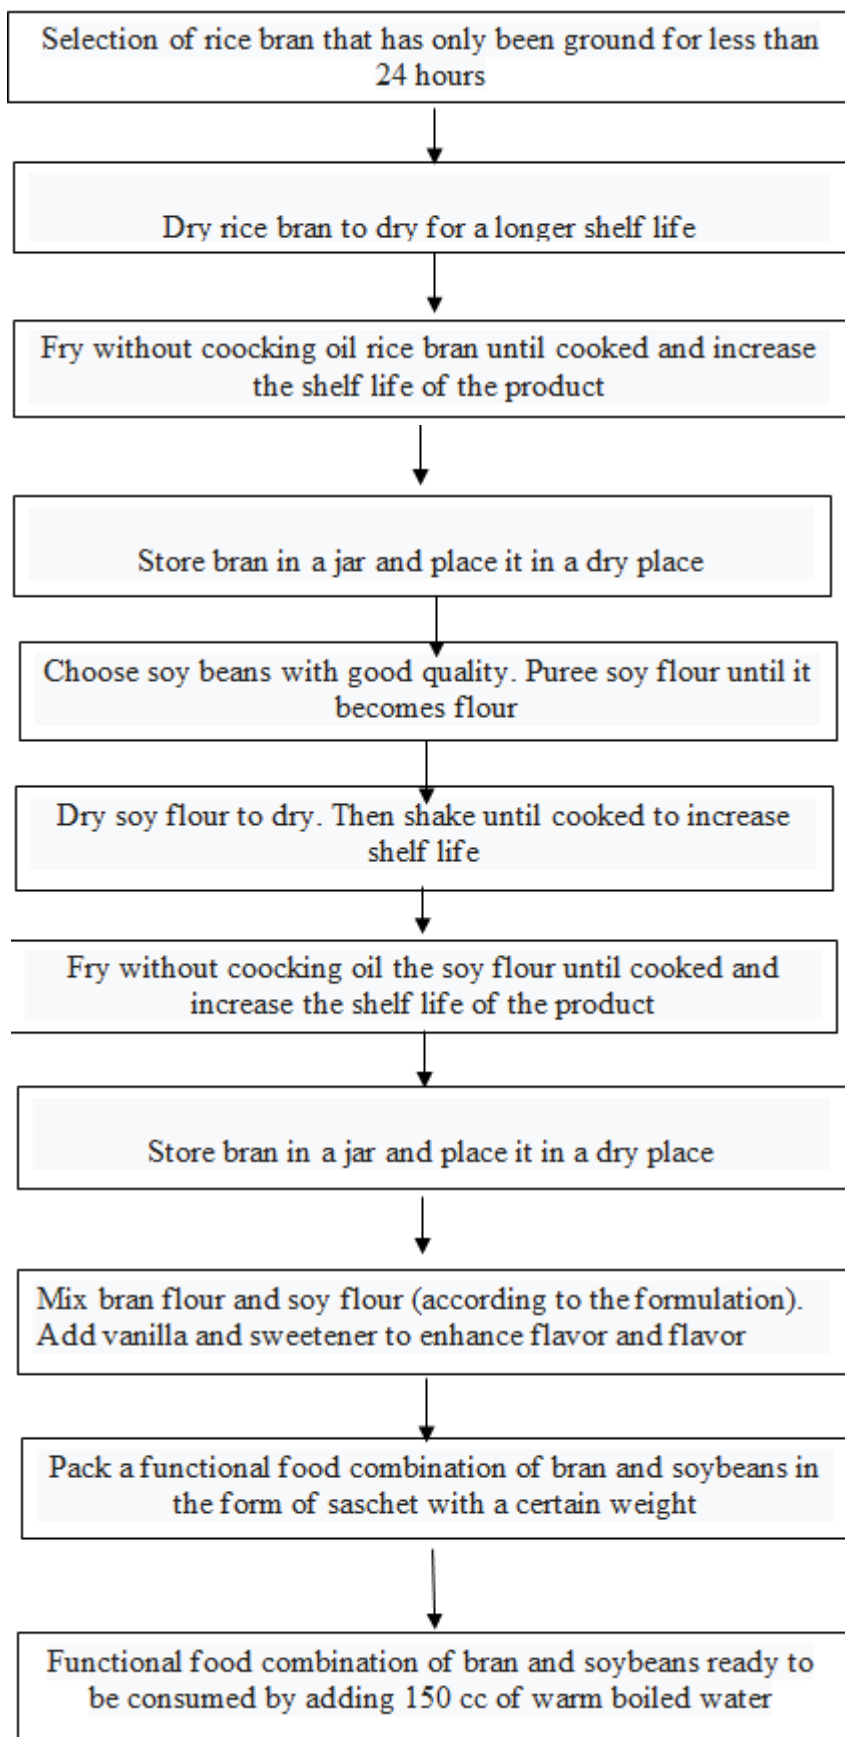 Selection of rice bran that has only been ground for less than
24 hours
Dry rice bran to dry for a longer shelf life
Fry without coocking oil rice bran until cooked and increase
the shelf life of the product
Store bran in a jar and place it in a dry place
Choose soy beans with good quality. Puree soy flour until it
becomes flour
Dry soy flour to dry. Then shake until cooked to increase
shelf life
Fry without coocking oil the soy flour until cooked and
increase the shelf life of the product
Store bran in a jar and place it in a dry place
Mix bran flour and soy flour (according to the formulation).
Add vanilla and sweetener to enhance flavor and flavor
Pack a functional food combination of bran and soybeans in
the form of saschet with a certain weight
Functional food combination of bran and soybeans ready to
be consumed by adding 150 cc of warm boiled water